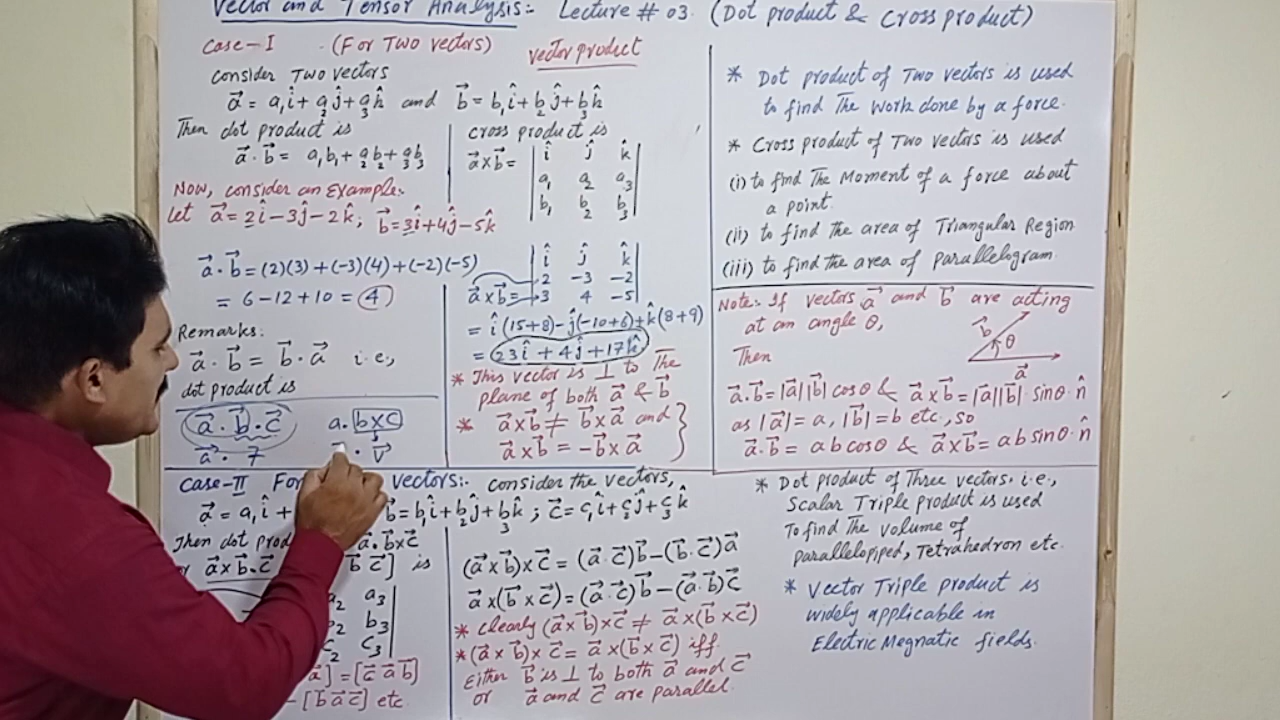 Vector and Tensor Analysis:- Lecture # 03 (Dot product & Cross product)
Case-I (For Two vectors) vector product
Consider Two vectors
a⃗ = a₁î + a₂ĵ + a₃k̂ and b⃗ = b₁î + b₂ĵ + b₃k̂
Then dot product is
a⃗ . b⃗ = a₁b₁ + a₂b₂ + a₃b₃
Now, consider an Example:-
Let a⃗ = 2î - 3ĵ - 2k̂, b⃗ = 3î + 4ĵ - 5k̂
a⃗ . b⃗ = (2)(3) + (-3)(4) + (-2)(-5)
= 6 - 12 + 10 = 4
Remarks:
a⃗ . b⃗ = b⃗ . a⃗ i.e,
dot product is
a⃗ . b⃗ . c⃗ a . b×c
a⃗ . 7 . v⃗
cross product is
a⃗×b⃗ = | î ĵ k̂ |
| a₁ a₂ a₃ |
| b₁ b₂ b₃ |
| î ĵ k̂ |
| 2 -3 -2 |
a⃗×b⃗ = | 3 4 -5 |
= î(15+8) - ĵ(-10+6) + k̂(8+9)
= 23î + 4ĵ + 17k̂
* This vector is ⊥ to The
plane of both a⃗ & b⃗
* a⃗×b⃗ ≠ b⃗×a⃗ and
a⃗×b⃗ = -b⃗×a⃗
* Dot product of Two vectors is used
to find The work done by a force.
* Cross product of Two vectors is used
(i) to find The Moment of a force about
a point.
(ii) to find the area of Triangular Region
(iii) to find the area of parallelogram.
Note: If vectors a⃗ and b⃗ are acting
at an angle θ,
b⃗ θ
a⃗
Then
a⃗.b⃗ = |a⃗||b⃗| cosθ & a⃗×b⃗ = |a⃗||b⃗| sinθ n̂
as |a⃗| = a, |b⃗| = b etc, so
a⃗.b⃗ = ab cosθ & a⃗×b⃗ = ab sinθ . n̂
Case-II For vectors:. consider the vectors,
a⃗ = a₁î + b = b₁î + b₂ĵ + b₃k̂ ; c⃗ = c₁î + c₂ĵ + c₃k̂
Then dot prod a⃗.b⃗×c⃗
or a⃗×b⃗.c⃗ b⃗ c⃗] is
a₂ a₃ |
b₃ |
c₂ c₃ |
a⃗] = [c⃗ a⃗ b⃗]
- [b⃗ a⃗ c⃗] etc
(a⃗×b⃗)×c⃗ = (a⃗.c⃗)b⃗ - (b⃗.c⃗)a⃗
a⃗×(b⃗×c⃗) = (a⃗.c⃗)b⃗ - (a⃗.b⃗)c⃗
* clearly (a⃗×b⃗)×c⃗ ≠ a⃗×(b⃗×c⃗)
* (a⃗×b⃗)×c⃗ = a⃗×(b⃗×c⃗) iff
Either b⃗ is ⊥ to both a⃗ and c⃗
or a⃗ and c⃗ are parallel.
* Dot product of Three vectors, i.e.,
Scalar Triple product is used
To find The volume of
parallelopiped, Tetrahedron etc.
* Vector Triple product is
widely applicable in
Electric Megnatic fields.